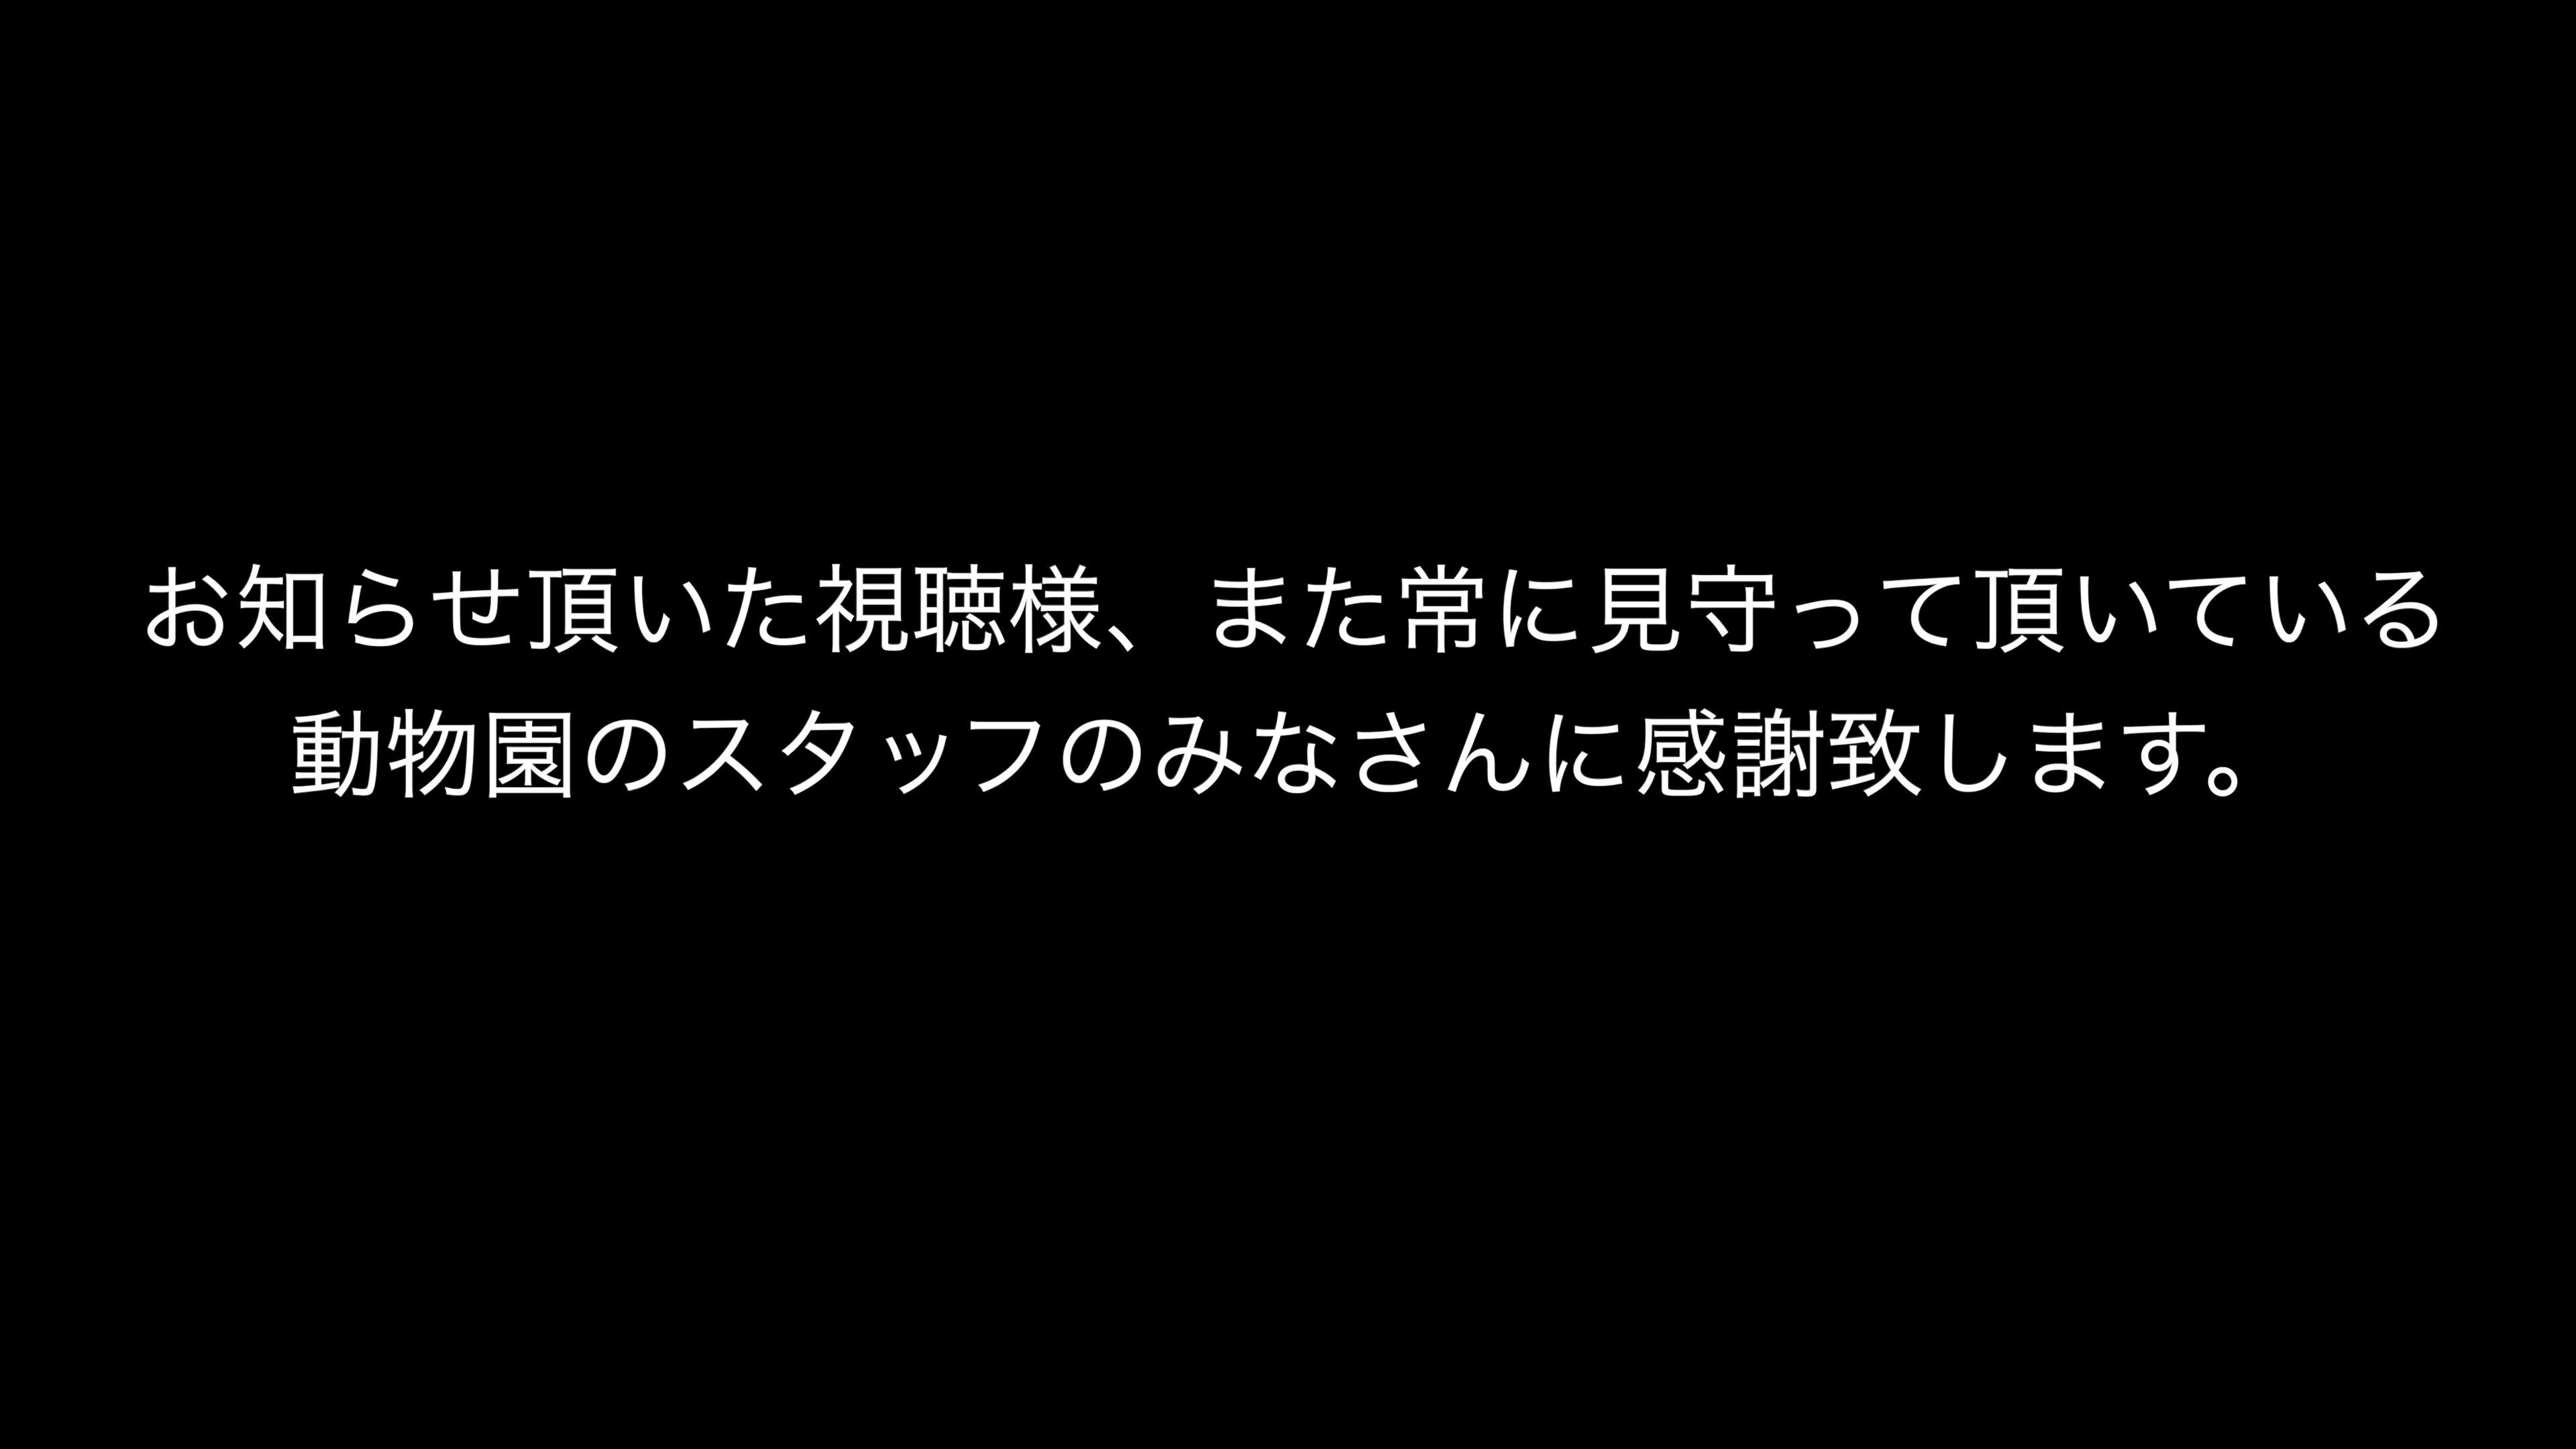 お知らせ頂いた視聴様、また常に見守って頂いている
動物園のスタッフのみなさんに感謝致します。